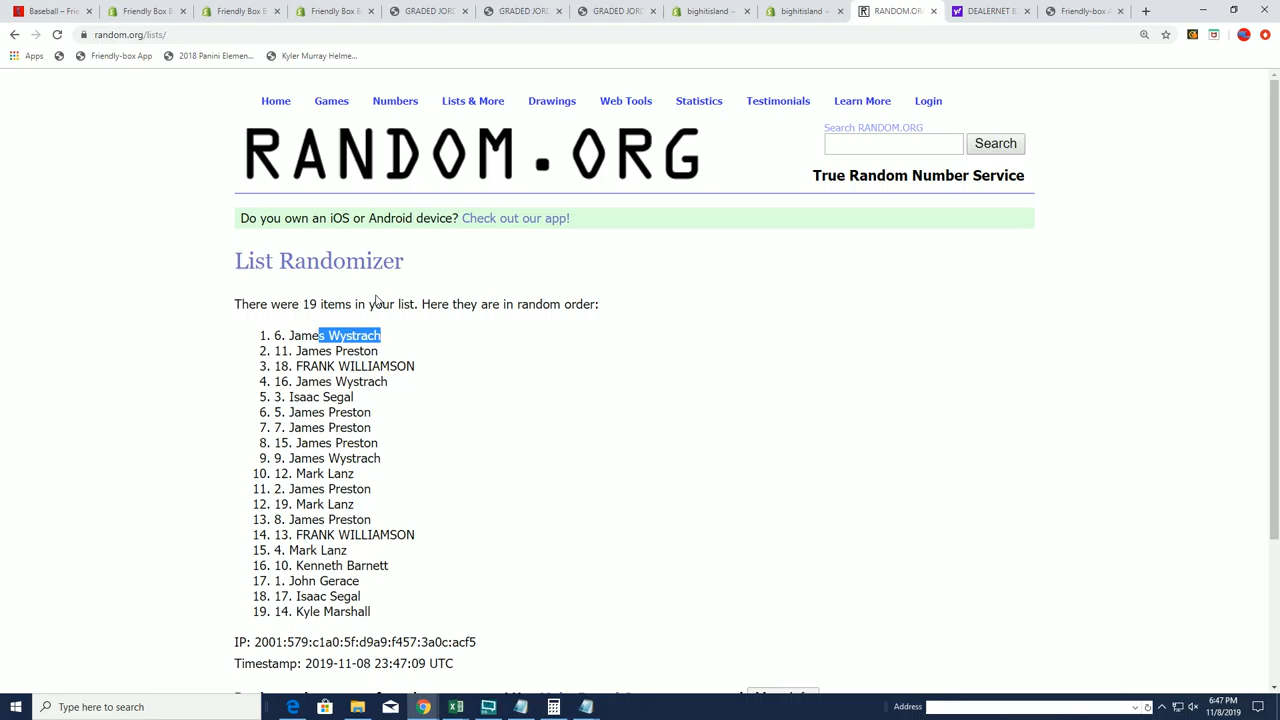 Baseball – Frie
Friendly Box B
Friendly Box B
Friendly Box B
GRADED JORD
GRADED JORD
GRADED JORD
bighitisland –
bighitisland –
RANDOM.OR
DEALERNET B
Friendly-box A
random.org/lists/
Apps
Friendly-box App
2018 Panini Elemen...
Kyler Murray Helme...
Home Games Numbers Lists & More Drawings Web Tools Statistics Testimonials Learn More Login
RANDOM.ORG
Search RANDOM.ORG
Search
True Random Number Service
Do you own an iOS or Android device? Check out our app!
List Randomizer
There were 19 items in your list. Here they are in random order:
1. 6. James Wystrach
2. 11. James Preston
3. 18. FRANK WILLIAMSON
4. 16. James Wystrach
5. 3. Isaac Segal
6. 5. James Preston
7. 7. James Preston
8. 15. James Preston
9. 9. James Wystrach
10. 12. Mark Lanz
11. 2. James Preston
12. 19. Mark Lanz
13. 8. James Preston
14. 13. FRANK WILLIAMSON
15. 4. Mark Lanz
16. 10. Kenneth Barnett
17. 1. John Gerace
18. 17. Isaac Segal
19. 14. Kyle Marshall
IP: 2001:579:c1a0:5f:d9a9:f457:3a0c:acf5
Timestamp: 2019-11-08 23:47:09 UTC
Type here to search
Address
6:47 PM
11/8/2019